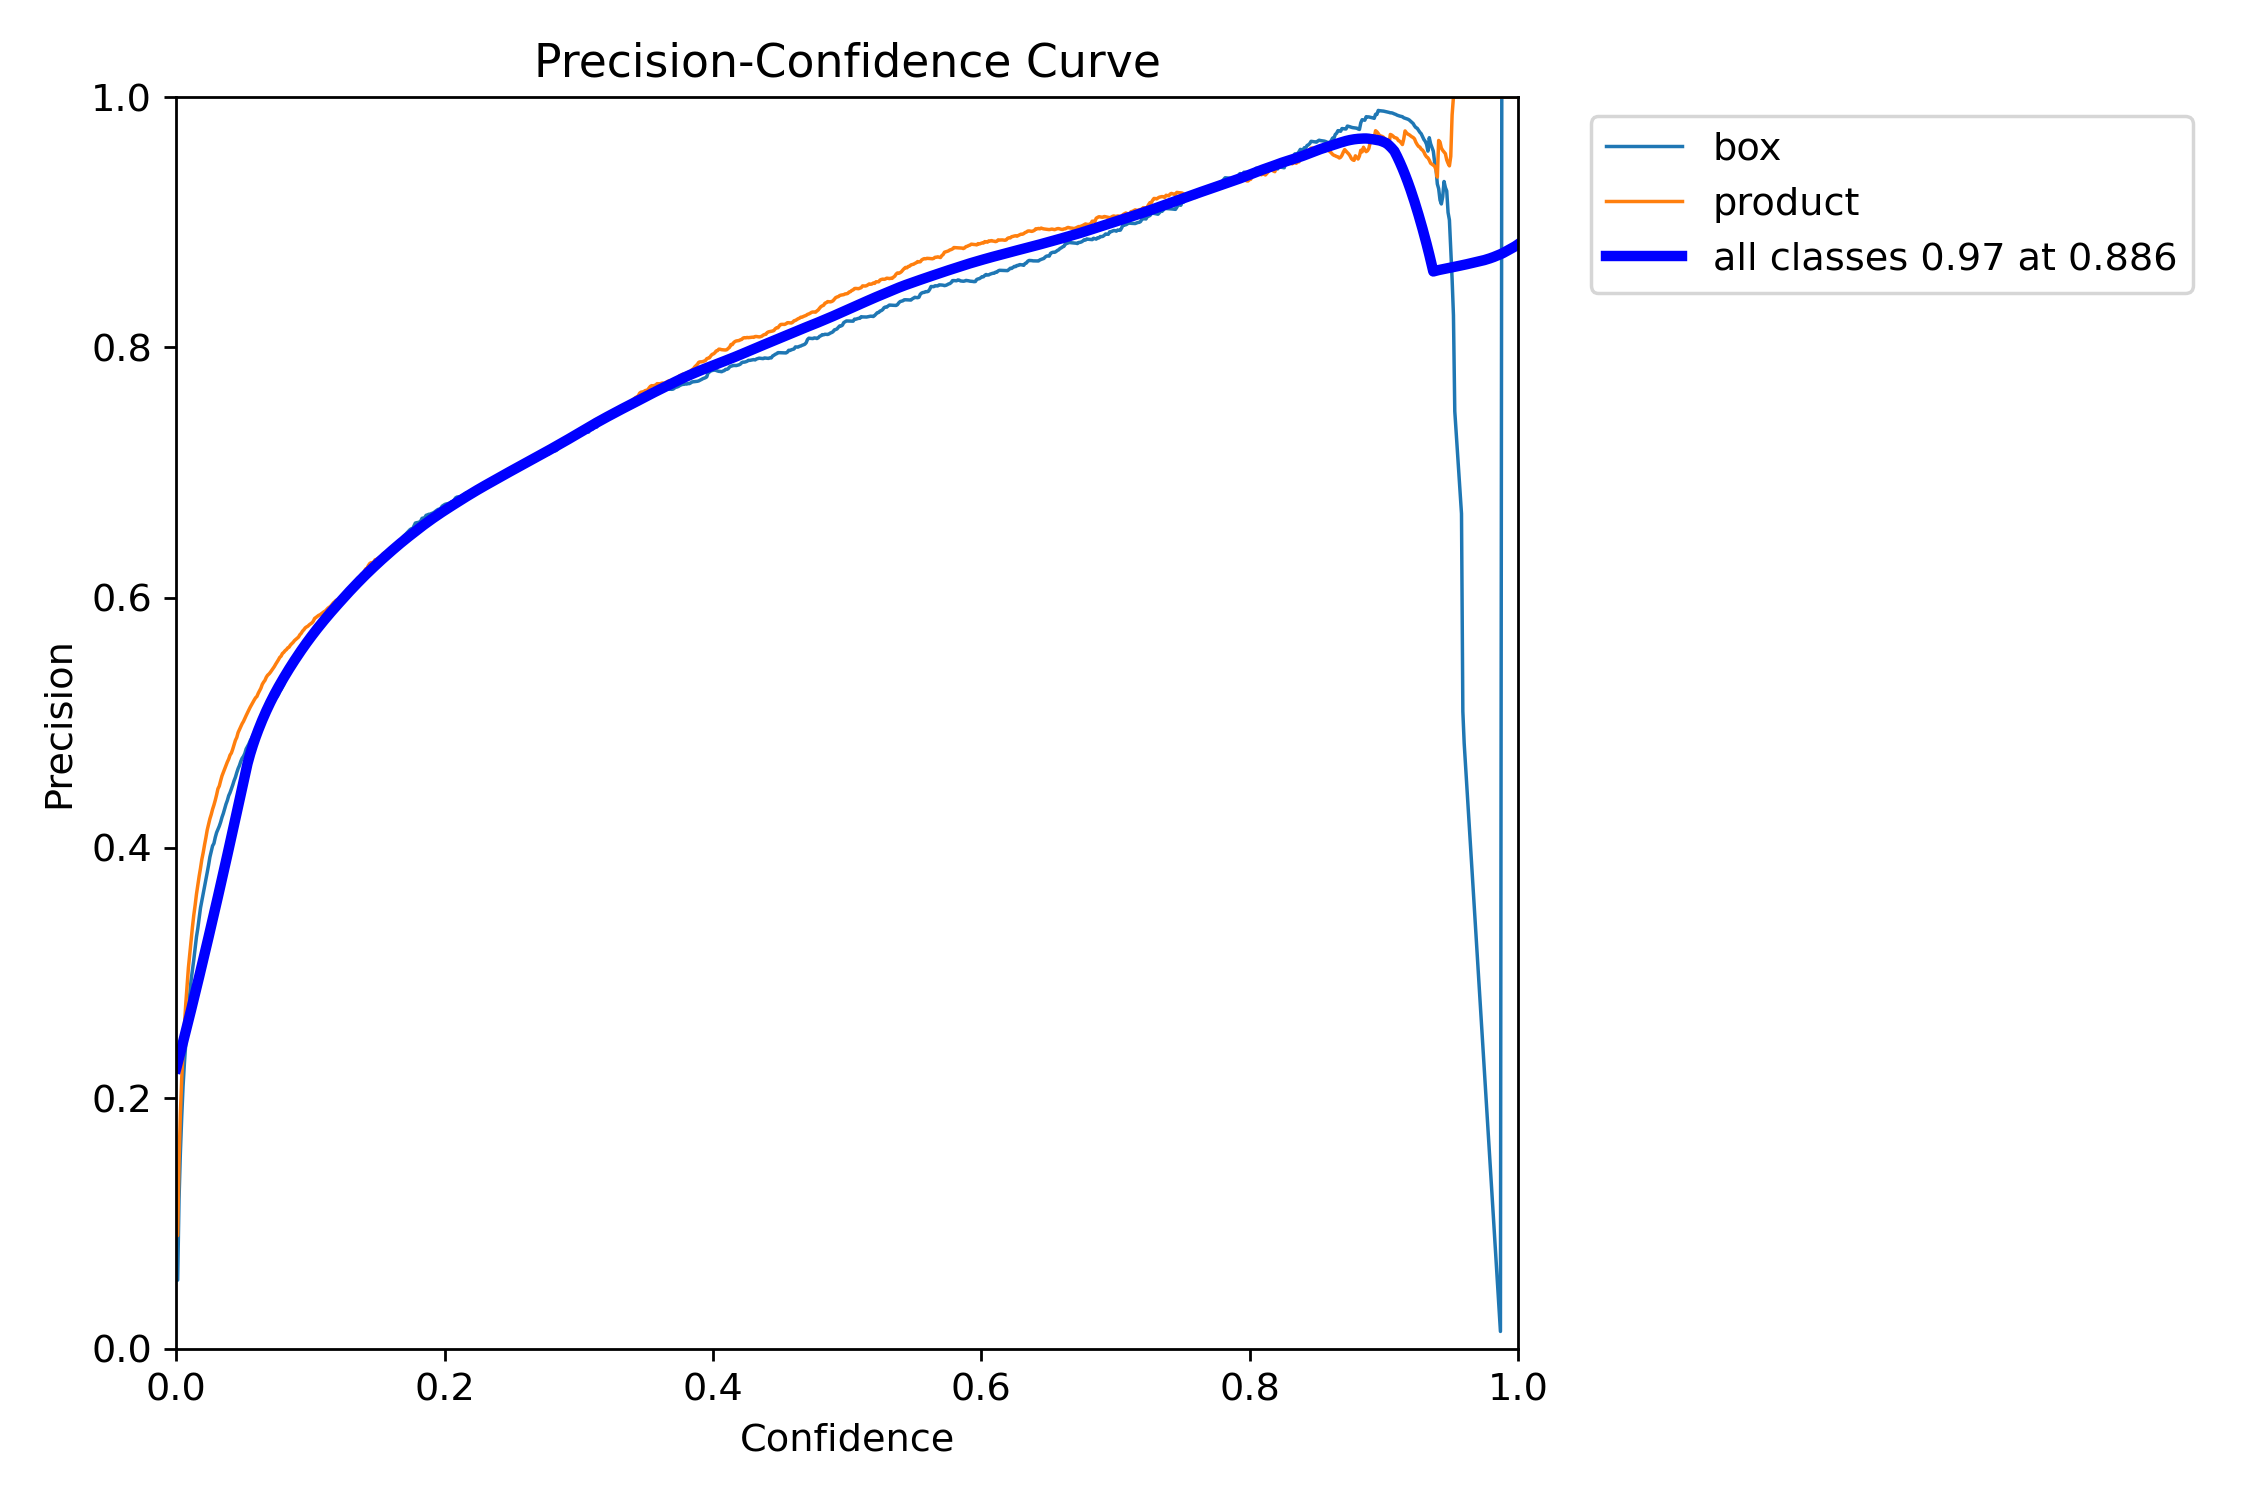 Precision-Confidence Curve
1.0
0.8
0.6
0.4
0.2
0.0
Precision
0.0 0.2 0.4 0.6 0.8 1.0
Confidence
box
product
all classes 0.97 at 0.886